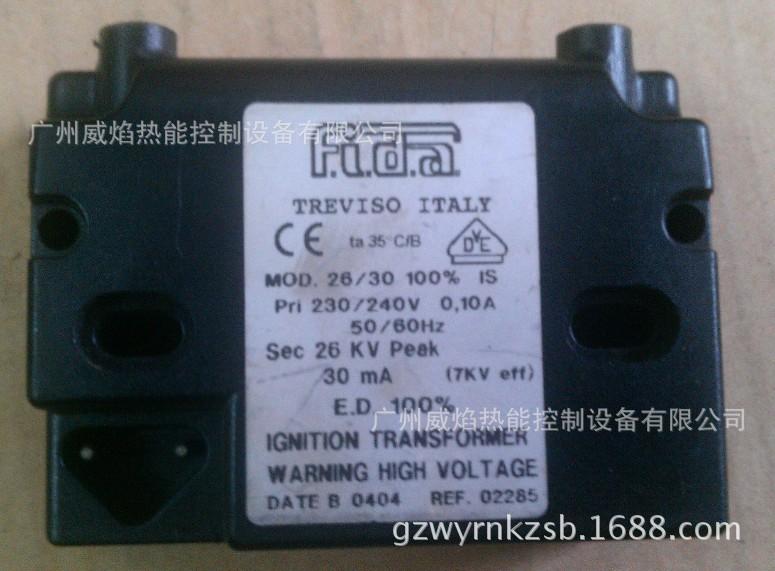 广州威焰热能控制设备有限公司
f.i.d.a.
TREVISO ITALY
CE ta 35°C/B DVE
MOD. 26/30 100% IS
Pri 230/240V 0,10A
50/60Hz
Sec 26 KV Peak
30 mA (7KV eff)
E.D 100%
广州威焰热能控制设备有限公司
IGNITION TRANSFORMER
WARNING HIGH VOLTAGE
DATE B 0404 REF. 02285
gzwyrnkzsb.1688.com